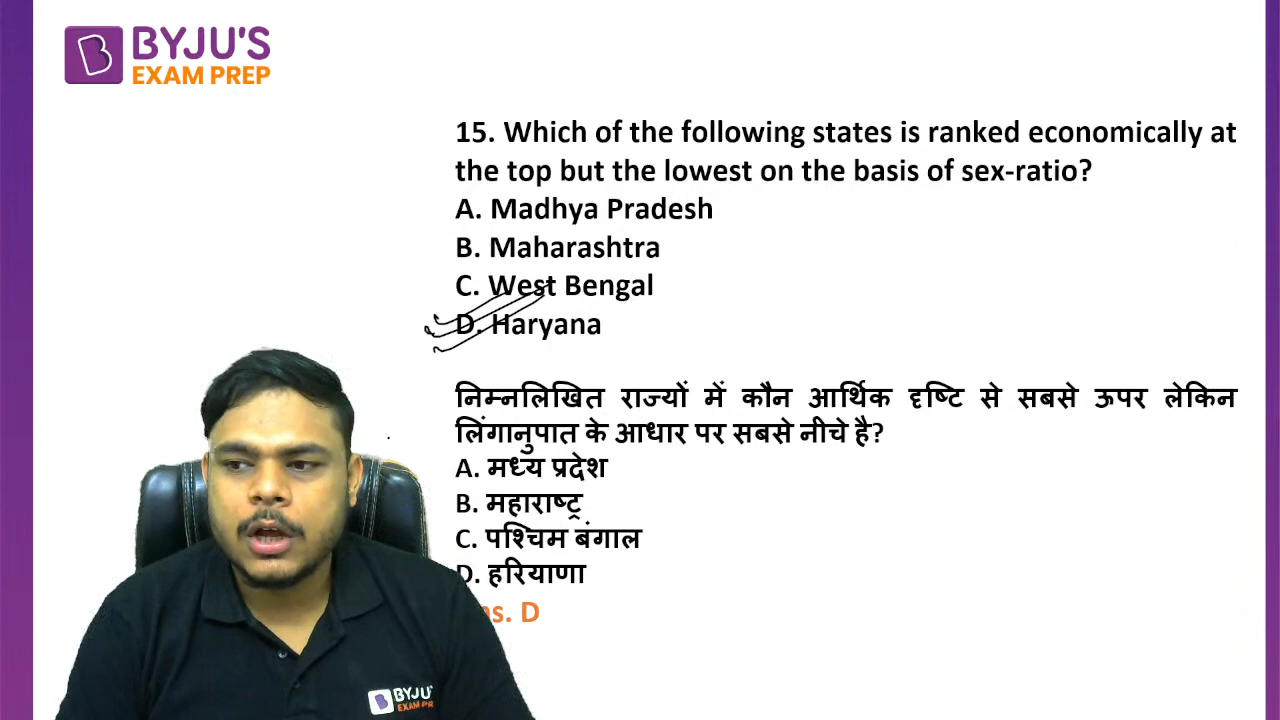 BYJU'S
EXAM PREP
15. Which of the following states is ranked economically at
the top but the lowest on the basis of sex-ratio?
A. Madhya Pradesh
B. Maharashtra
C. West Bengal
D. Haryana
निम्नलिखित राज्यों में कौन आर्थिक दृष्टि से सबसे ऊपर लेकिन
लिंगानुपात के आधार पर सबसे नीचे है?
A. मध्य प्रदेश
B. महाराष्ट्र
C. पश्चिम बंगाल
D. हरियाणा
D
BYJU'S
EXAM PREP